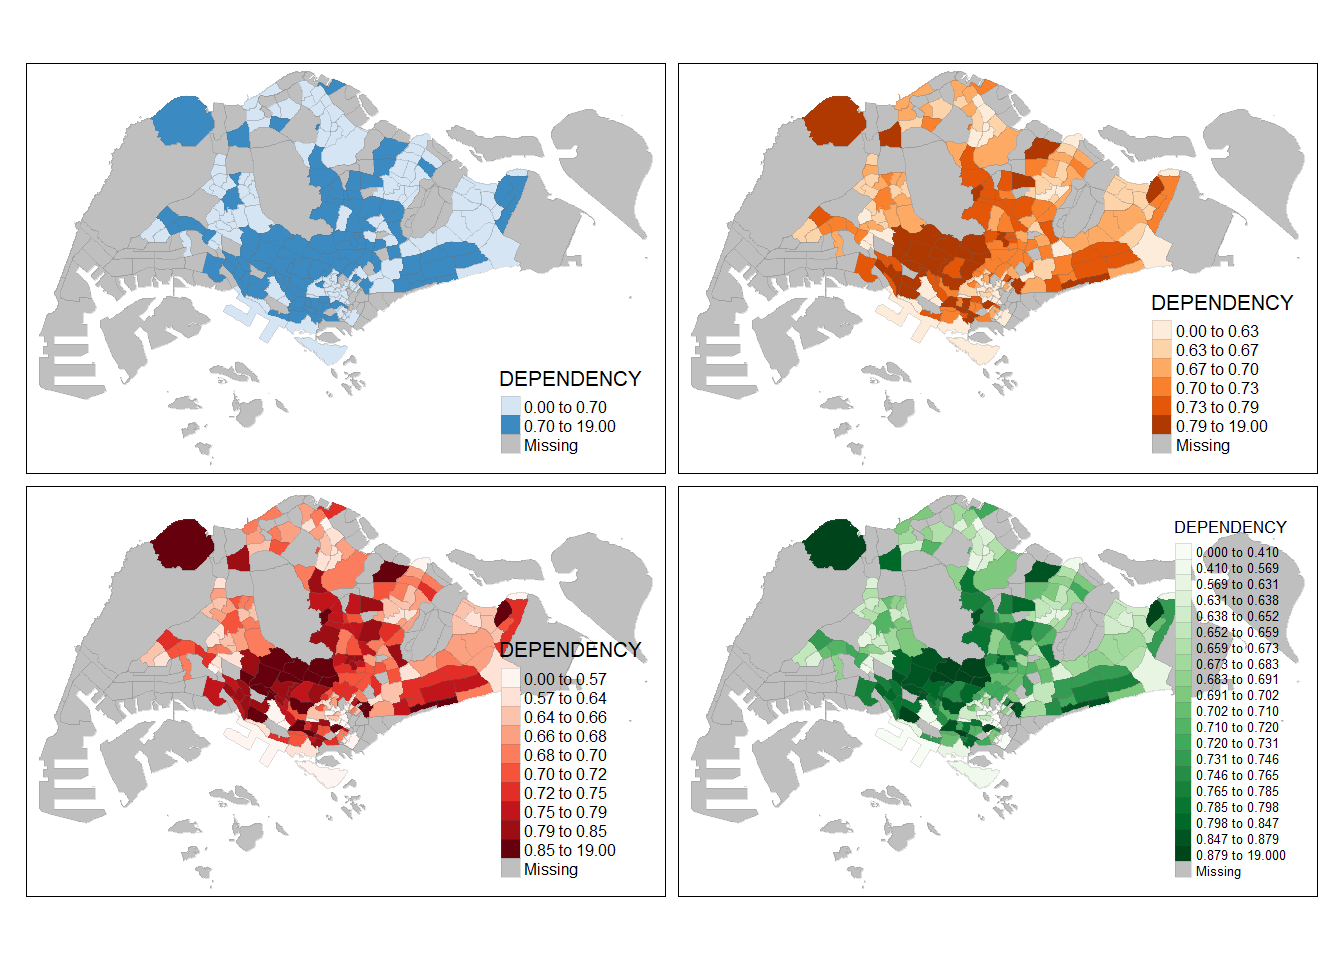 DEPENDENCY
0.00 to 0.70
0.70 to 19.00
Missing
DEPENDENCY
0.00 to 0.63
0.63 to 0.67
0.67 to 0.70
0.70 to 0.73
0.73 to 0.79
0.79 to 19.00
Missing
DEPENDENCY
0.00 to 0.57
0.57 to 0.64
0.64 to 0.66
0.66 to 0.68
0.68 to 0.70
0.70 to 0.72
0.72 to 0.75
0.75 to 0.79
0.79 to 0.85
0.85 to 19.00
Missing
DEPENDENCY
0.000 to 0.410
0.410 to 0.569
0.569 to 0.631
0.631 to 0.638
0.638 to 0.652
0.652 to 0.659
0.659 to 0.673
0.673 to 0.683
0.683 to 0.691
0.691 to 0.702
0.702 to 0.710
0.710 to 0.720
0.720 to 0.731
0.731 to 0.746
0.746 to 0.765
0.765 to 0.785
0.785 to 0.798
0.798 to 0.847
0.847 to 0.879
0.879 to 19.000
Missing